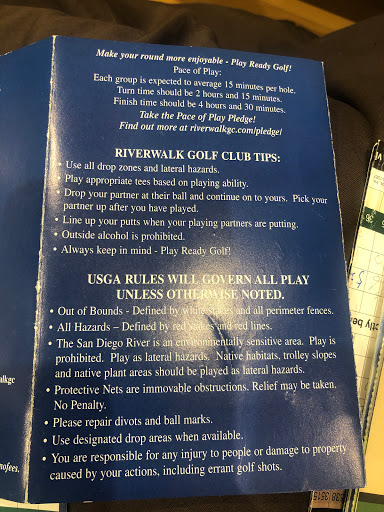 Make your round more enjoyable - Play Ready Golf!
Pace of Play:
Each group is expected to average 15 minutes per hole.
Turn time should be 2 hours and 15 minutes.
Finish time should be 4 hours and 30 minutes.
Take the Pace of Play Pledge!
Find out more at riverwalkgc.com/pledge/
RIVERWALK GOLF CLUB TIPS:
• Use all drop zones and lateral hazards.
• Play appropriate tees based on playing ability.
• Drop your partner at their ball and continue on to yours. Pick your
partner up after you have played.
• Line up your putts when your playing partners are putting.
• Outside alcohol is prohibited.
• Always keep in mind - Play Ready Golf!
USGA RULES WILL GOVERN ALL PLAY
UNLESS OTHERWISE NOTED.
• Out of Bounds - Defined by white stakes and all perimeter fences.
• All Hazards – Defined by red stakes and red lines.
• The San Diego River is an environmentally sensitive area. Play is
prohibited. Play as lateral hazards. Native habitats, trolley slopes
and native plant areas should be played as lateral hazards.
• Protective Nets are immovable obstructions. Relief may be taken.
No Penalty.
• Please repair divots and ball marks.
• Use designated drop areas when available.
• You are responsible for any injury to people or damage to property
caused by your actions, including errant golf shots.
alkgc
nofees.